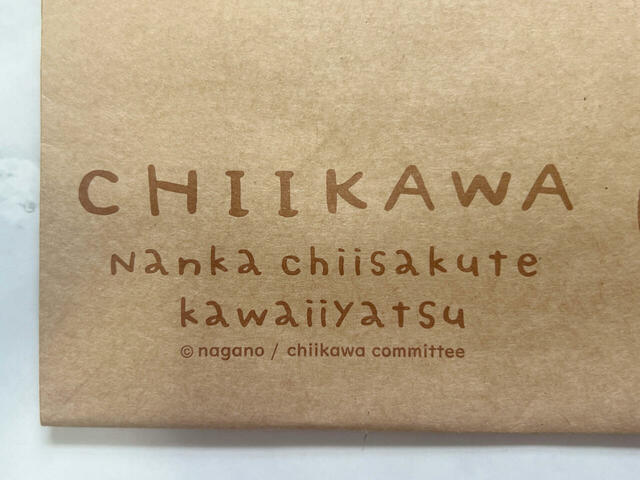 CHIIKAWA
Nanka chiisakute
kawaiiyatsu
© nagano / chiikawa committee